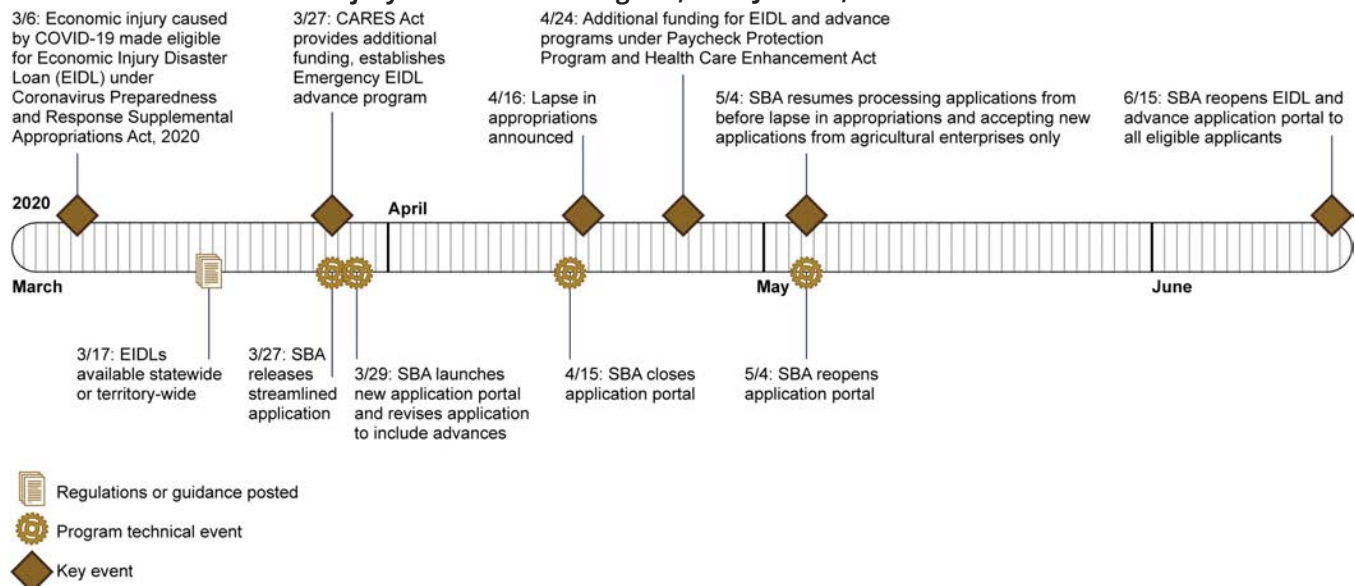 3/6: Economic injury caused
by COVID-19 made eligible
for Economic Injury Disaster
Loan (EIDL) under
Coronavirus Preparedness
and Response Supplemental
Appropriations Act, 2020
3/27: CARES Act
provides additional
funding, establishes
Emergency EIDL
advance program
4/16: Lapse in
appropriations
announced
4/24: Additional funding for EIDL and advance
programs under Paycheck Protection
Program and Health Care Enhancement Act
5/4: SBA resumes processing applications from
before lapse in appropriations and accepting new
applications from agricultural enterprises only
6/15: SBA reopens EIDL and
advance application portal to
all eligible applicants
2020
April
March
May
June
3/17: EIDLs
available statewide
or territory-wide
3/27: SBA
releases
streamlined
application
3/29: SBA launches
new application portal
and revises application
to include advances
4/15: SBA closes
application portal
5/4: SBA reopens
application portal
Regulations or guidance posted
Program technical event
Key event